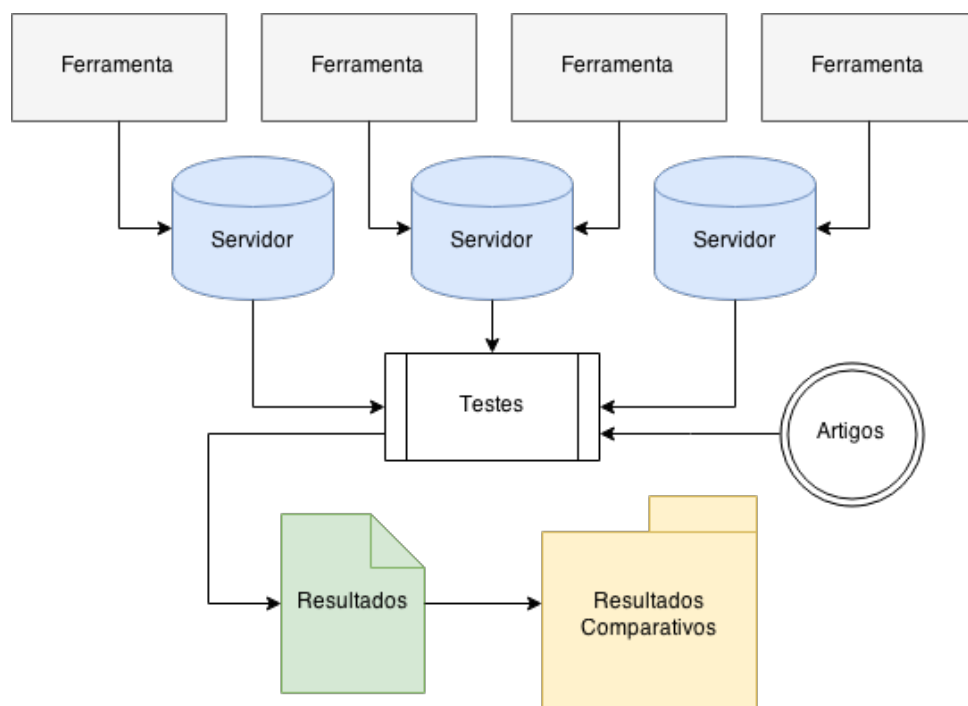 Ferramenta
Ferramenta
Ferramenta
Ferramenta
Servidor
Servidor
Servidor
Testes
Artigos
Resultados
Resultados
Comparativos